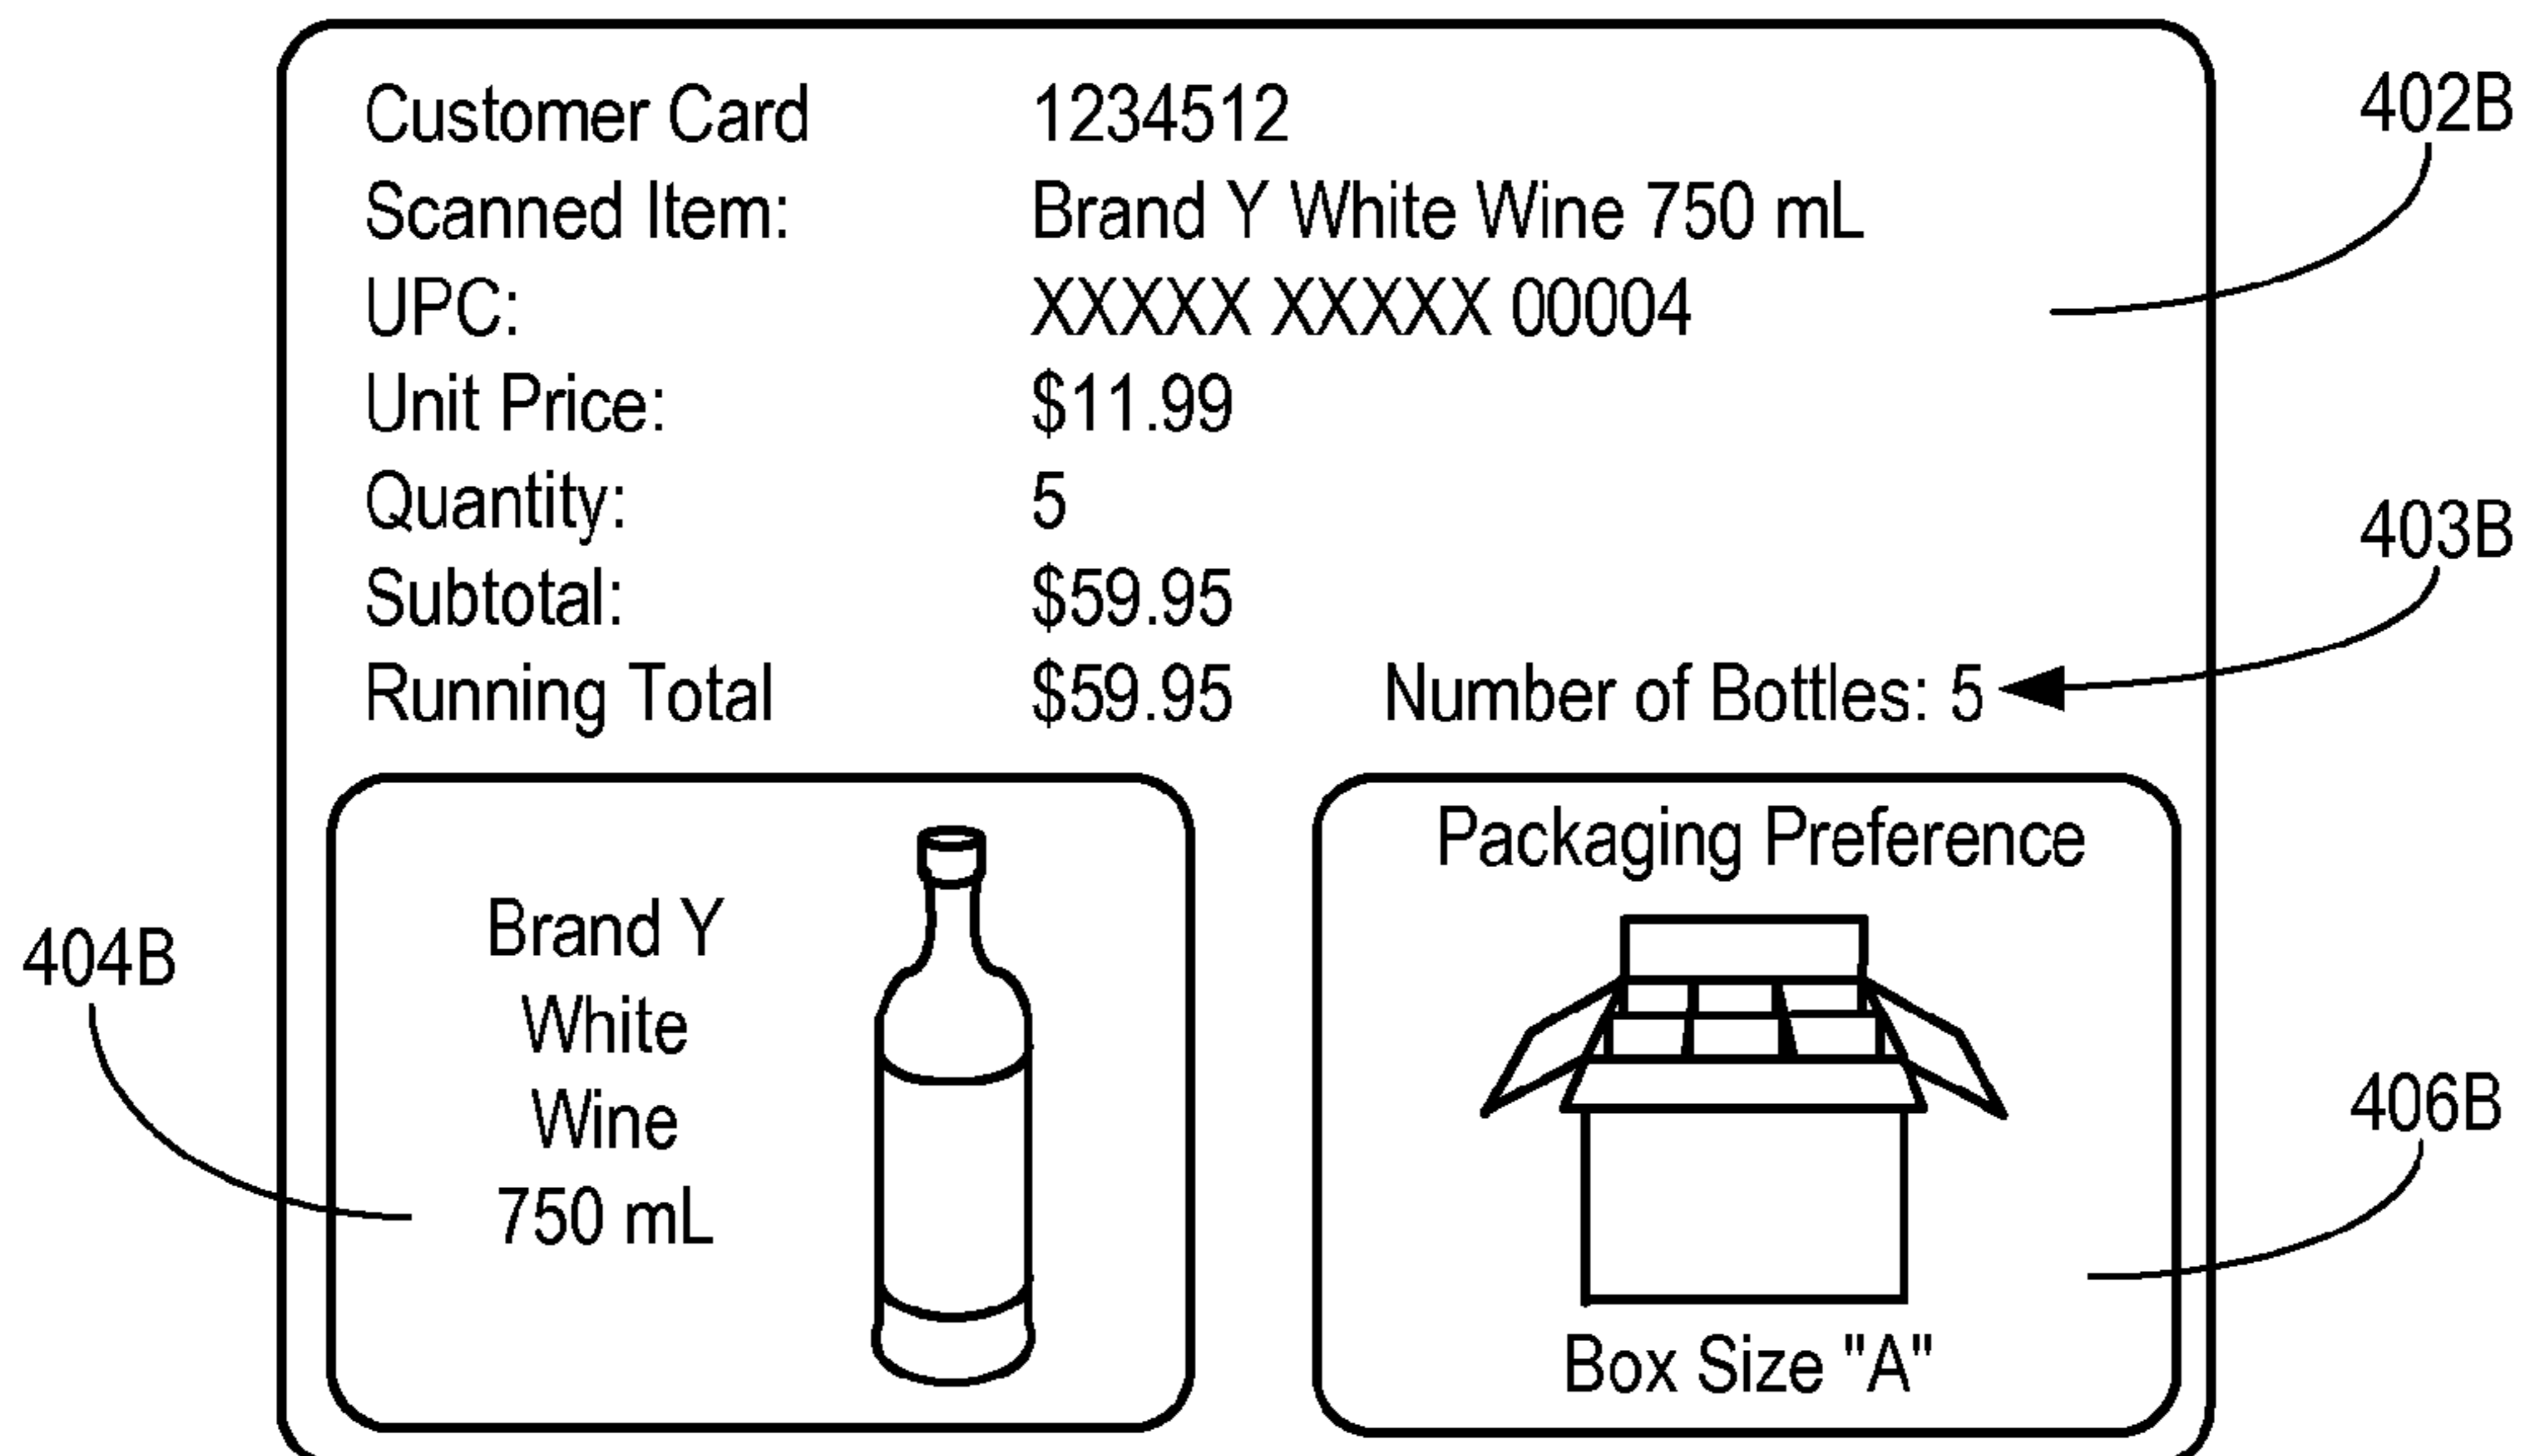 Customer Card 1234512
402B
Scanned Item: Brand Y White Wine 750 mL
UPC: XXXXX XXXXX 00004
Unit Price: $11.99
Quantity: 5
403B
Subtotal: $59.95
Running Total $59.95 Number of Bottles: 5
Packaging Preference
Brand Y
White
Wine
750 mL
404B
406B
Box Size "A"